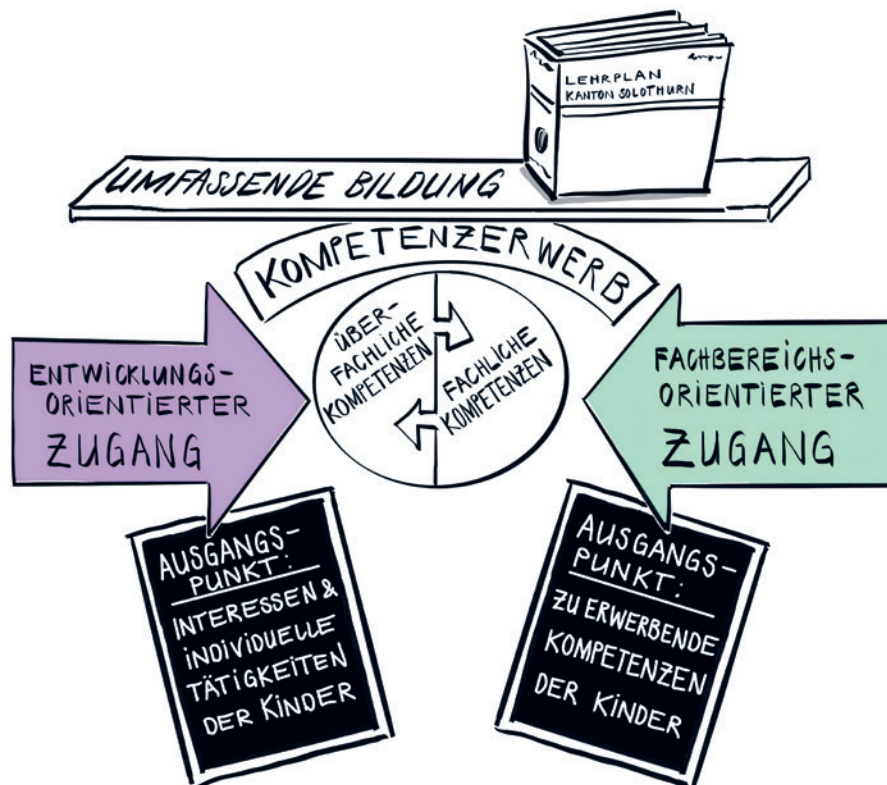 LEHRPLAN
KANTON SOLOTHURN
UMFASSENDE BILDUNG
KOMPETENZERWERB
ENTWICKLUNGS-
ORIENTIERTER
ZUGANG
ÜBER-
FACHLICHE
KOMPETENZEN
FACHLICHE
KOMPETENZEN
FACHBEREICHS-
ORIENTIERTER
ZUGANG
AUSGANGS-
PUNKT:
INTERESSEN &
INDIVIDUELLE
TÄTIGKEITEN
DER KINDER
AUSGANGS-
PUNKT:
ZU ERWERBENDE
KOMPETENZEN
DER KINDER